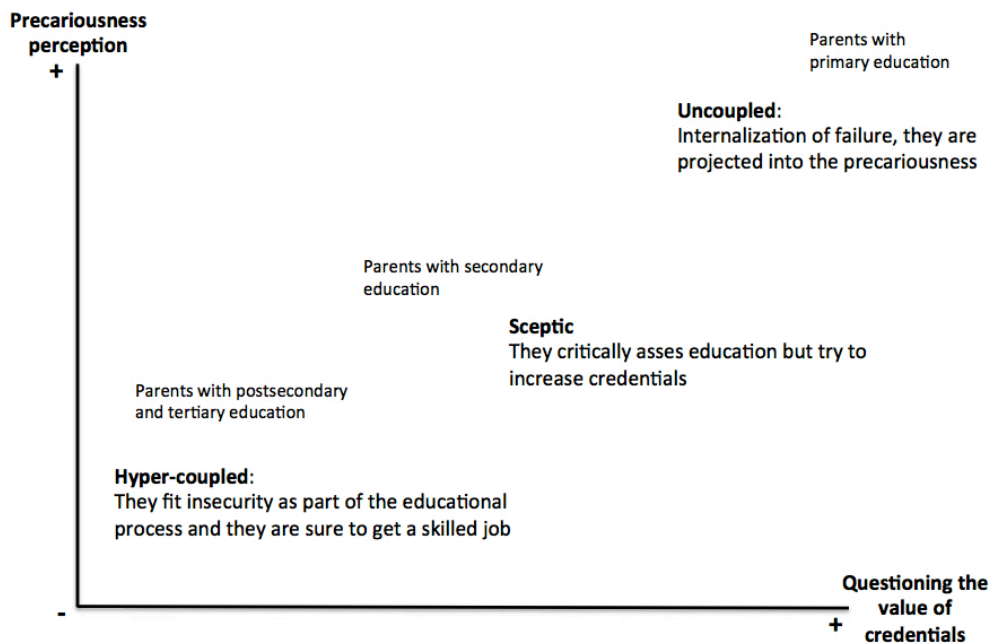 Precariousness
perception
+
Parents with
primary education
Uncoupled:
Internalization of failure, they are
projected into the precariousness
Parents with secondary
education
Sceptic
They critically asses education but try to
increase credentials
Parents with postsecondary
and tertiary education
Hyper-coupled:
They fit insecurity as part of the educational
process and they are sure to get a skilled job
-
+
Questioning the
value of
credentials